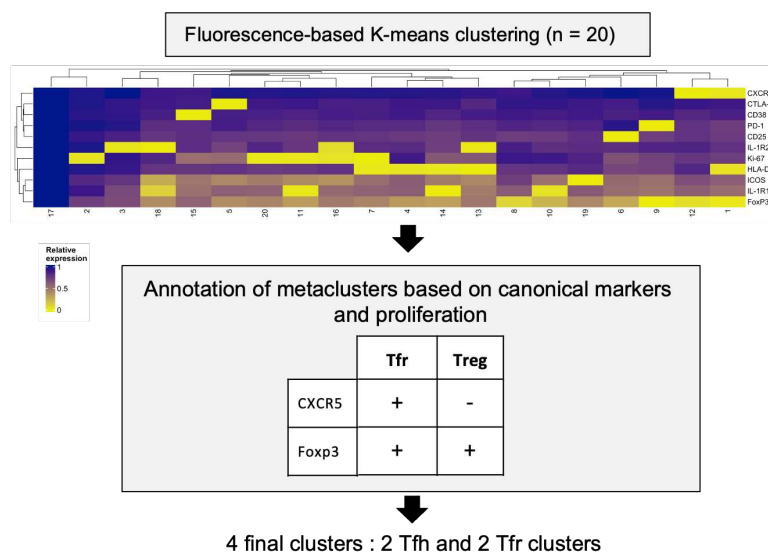 Fluorescence-based K-means clustering (n = 20)
CXCR
CTLA-
CD38
PD-1
CD25
IL-1R2
Ki-67
HLA-D
ICOS
IL-1R1
FoxP3
17 2 3 18 15 5 20 11 16 7 4 14 13 8 10 19 6 9 12 1
Relative
expression
1
0.5
0
Annotation of metaclusters based on canonical markers
and proliferation
Tfr Treg
CXCR5 + -
Foxp3 + +
4 final clusters : 2 Tfh and 2 Tfr clusters